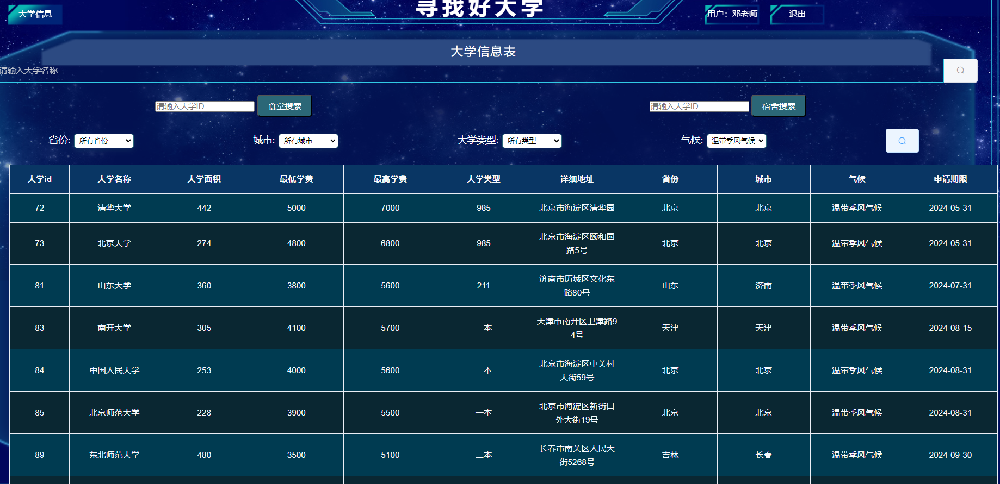 寻找好大学
大学信息
用户：邓老师
退出
大学信息表
请输入大学名称
请输入大学ID 食堂搜索 请输入大学ID 宿舍搜索
省份: 所有省份 城市: 所有城市 大学类型: 所有类型 气候: 温带季风气候
大学id 大学名称 大学面积 最低学费 最高学费 大学类型 详细地址 省份 城市 气候 申请期限
72 清华大学 442 5000 7000 985 北京市海淀区清华园 北京 北京 温带季风气候 2024-05-31
73 北京大学 274 4800 6800 985 北京市海淀区颐和园
路5号 北京 北京 温带季风气候 2024-05-31
81 山东大学 360 3800 5600 211 济南市历城区文化东
路80号 山东 济南 温带季风气候 2024-07-31
83 南开大学 305 4100 5700 一本 天津市南开区卫津路9
4号 天津 天津 温带季风气候 2024-08-15
84 中国人民大学 253 4000 5600 一本 北京市海淀区中关村
大街59号 北京 北京 温带季风气候 2024-08-31
85 北京师范大学 228 3900 5500 一本 北京市海淀区新街口
外大街19号 北京 北京 温带季风气候 2024-08-31
89 东北师范大学 480 3500 5100 二本 长春市南关区人民大
街5268号 吉林 长春 温带季风气候 2024-09-30